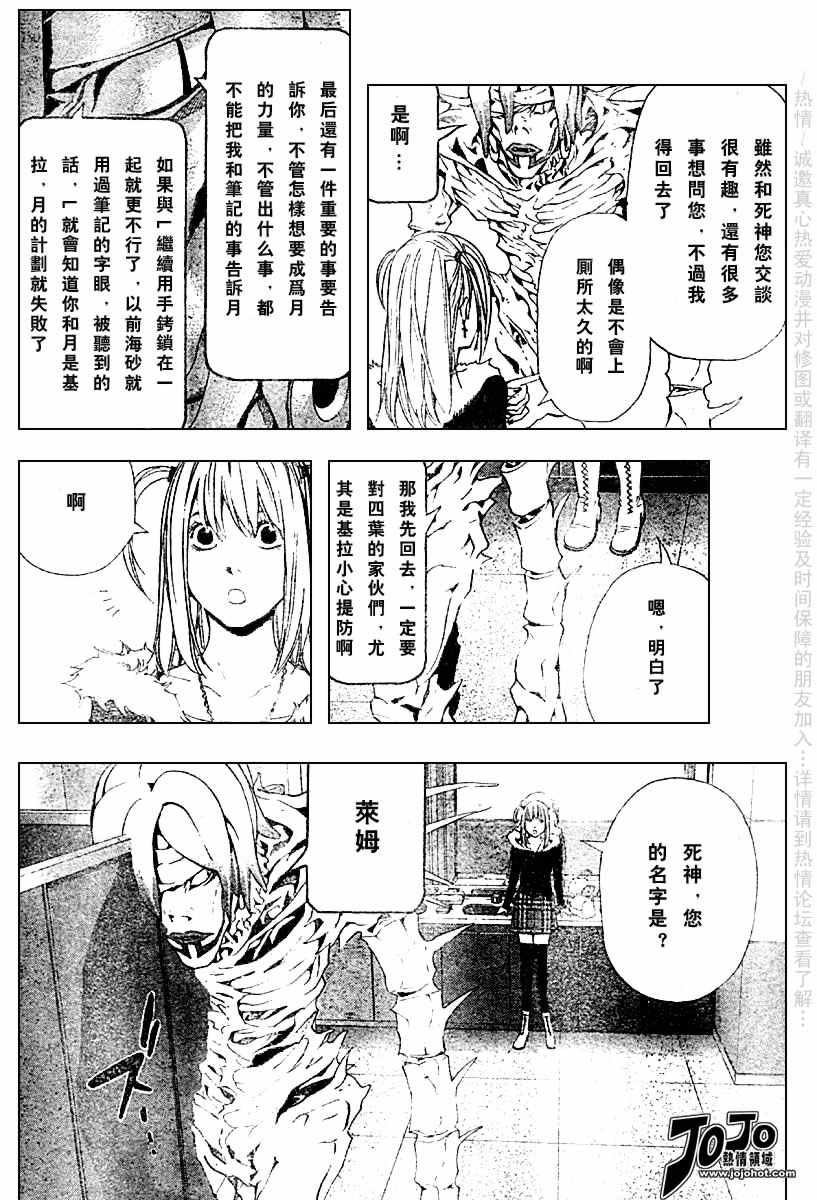 雖然和死神您交談
很有趣，還有很多
事想問您，不過我
得回去了
偶像是不會上
廁所太久的啊
是啊…
最后還有一件重要的事要告
訴你，不管怎樣想要成爲月
的力量，不管出什么事，都
不能把我和筆記的事告訴月
如果與L繼續用手銬鎖在一
起就更不行了，以前海砂就
用過筆記的字眼，被聽到的
話，L就會知道你和月是基
拉，月的計劃就失敗了
嗯，明白了
那我先回去，一定要
對四葉的家伙們，尤
其是基拉小心提防啊
啊
死神，您
的名字是？
萊姆
ズズ
/热情/诚邀真心热爱动漫并对修图或翻译有一定经验及时间保障的朋友加入…详情请到热情论坛查看了解…
JOJO
熱情領域
www.jojohot.com